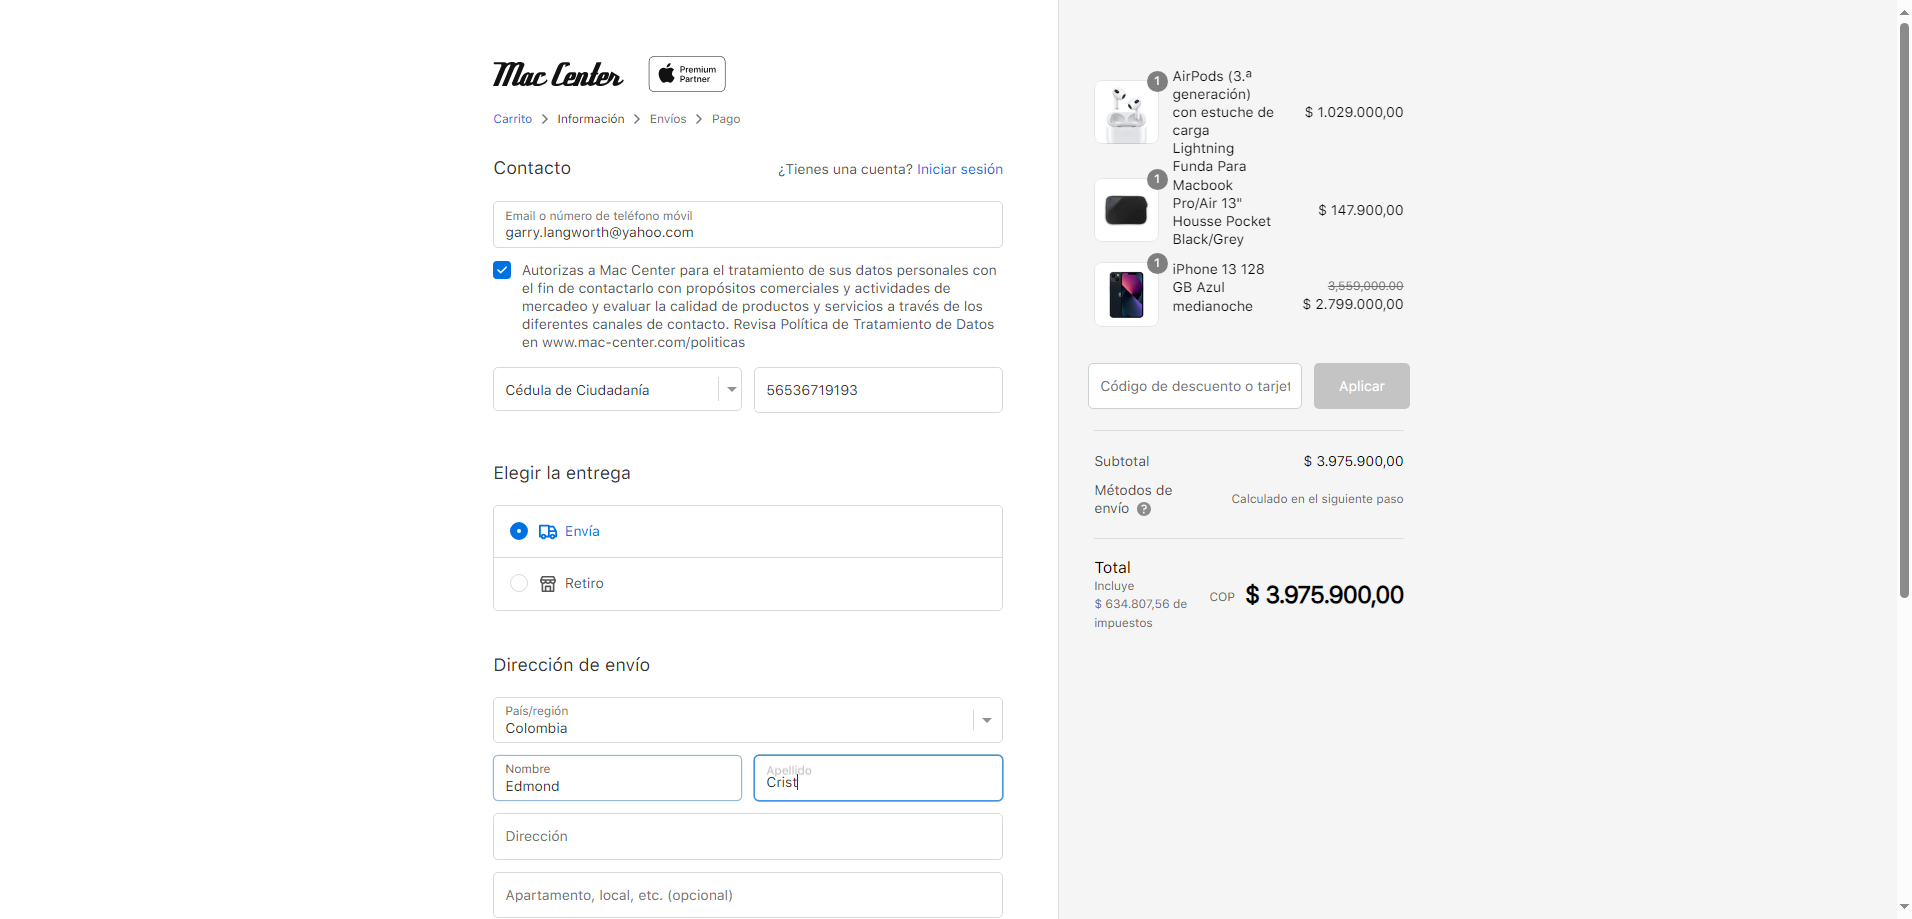 Mac Center
Premium
Partner
Carrito > Información > Envíos > Pago
Contacto
¿Tienes una cuenta? Iniciar sesión
Email o número de teléfono móvil
garry.langworth@yahoo.com
Autorizas a Mac Center para el tratamiento de sus datos personales con
el fin de contactarlo con propósitos comerciales y actividades de
mercadeo y evaluar la calidad de productos y servicios a través de los
diferentes canales de contacto. Revisa Política de Tratamiento de Datos
en www.mac-center.com/politicas
Cédula de Ciudadanía
56536719193
Elegir la entrega
Envía
Retiro
Dirección de envío
País/región
Colombia
Nombre
Edmond
Apellido
Crist
Dirección
Apartamento, local, etc. (opcional)
1
AirPods (3.ª
generación)
con estuche de
carga
Lightning
$ 1.029.000,00
1
Funda Para
Macbook
Pro/Air 13"
Housse Pocket
Black/Grey
$ 147.900,00
1
iPhone 13 128
GB Azul
medianoche
3,559,000.00
$ 2.799.000,00
Código de descuento o tarjet
Aplicar
Subtotal
$ 3.975.900,00
Métodos de
envío ?
Calculado en el siguiente paso
Total
Incluye
$ 634.807,56 de
impuestos
COP $ 3.975.900,00